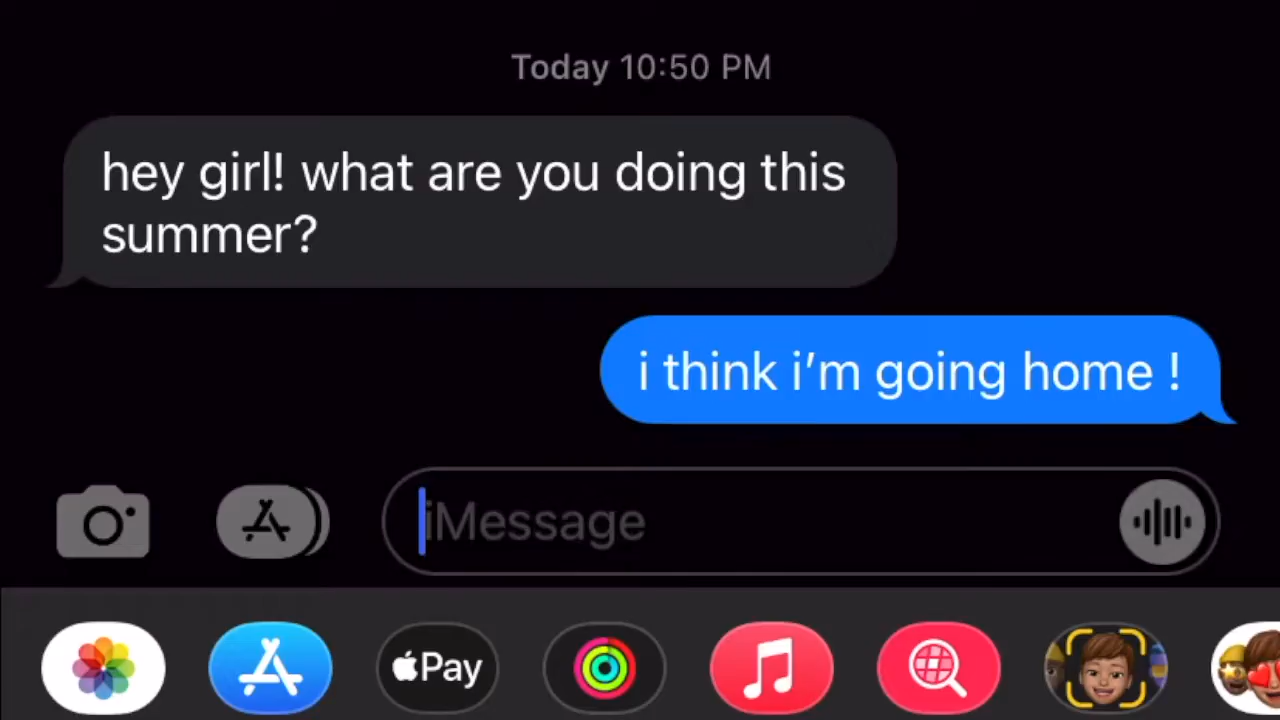 Today 10:50 PM
hey girl! what are you doing this
summer?
i think i’m going home !
iMessage
Pay